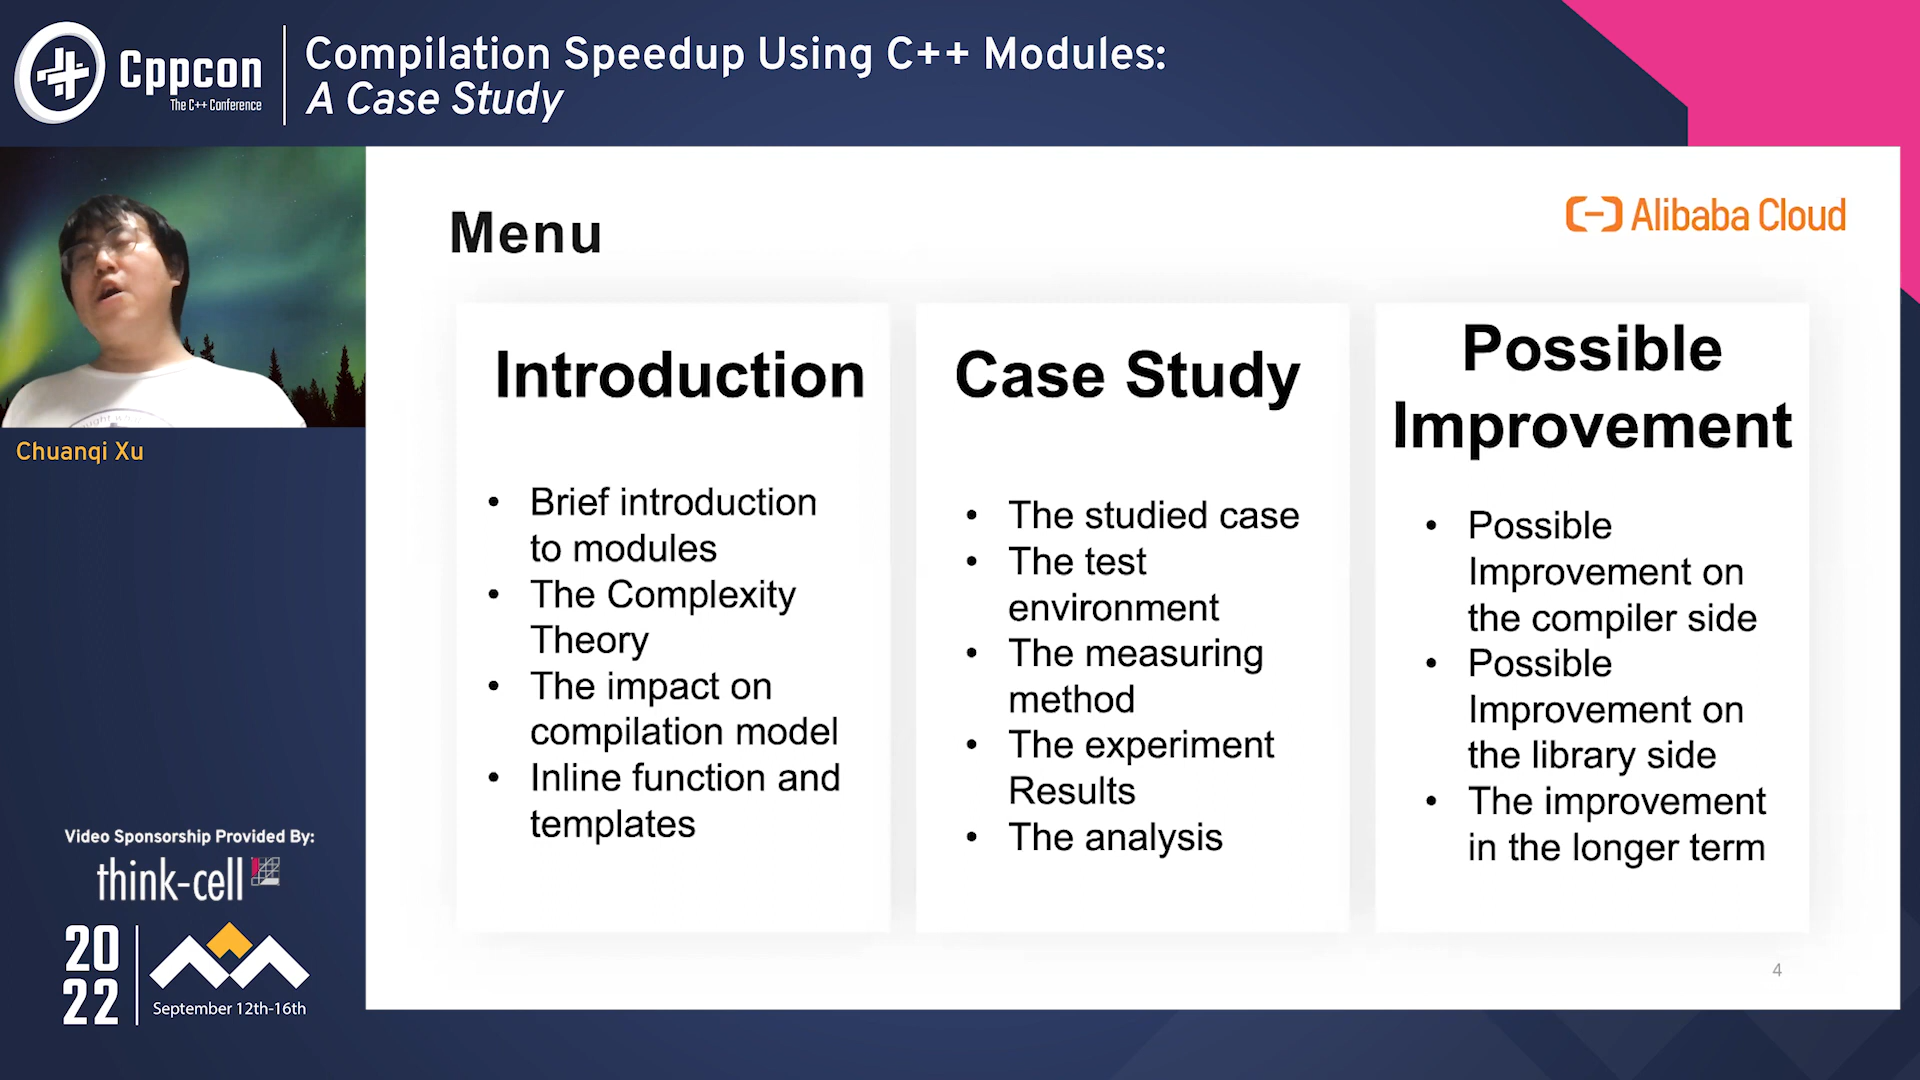 Cppcon
The C++ Conference
Compilation Speedup Using C++ Modules:
A Case Study
Chuanqi Xu
Video Sponsorship Provided By:
think-cell
20
22
September 12th-16th
Menu
Alibaba Cloud
Introduction
• Brief introduction
to modules
• The Complexity
Theory
• The impact on
compilation model
• Inline function and
templates
Case Study
• The studied case
• The test
environment
• The measuring
method
• The experiment
Results
• The analysis
Possible
Improvement
• Possible
Improvement on
the compiler side
• Possible
Improvement on
the library side
• The improvement
in the longer term
4